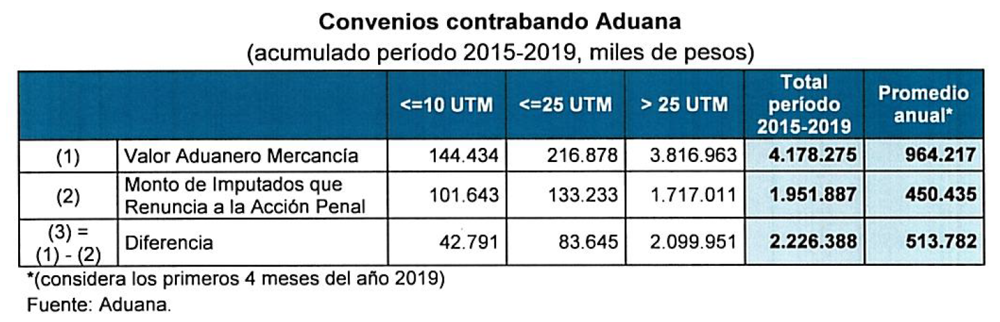 Convenios contrabando Aduana
(acumulado período 2015-2019, miles de pesos)
<=10 UTM <=25 UTM > 25 UTM Total período 2015-2019 Promedio anual*
(1) Valor Aduanero Mercancía 144.434 216.878 3.816.963 4.178.275 964.217
(2) Monto de Imputados que Renuncia a la Acción Penal 101.643 133.233 1.717.011 1.951.887 450.435
(3) = (1) - (2) Diferencia 42.791 83.645 2.099.951 2.226.388 513.782
*(considera los primeros 4 meses del año 2019)
Fuente: Aduana.